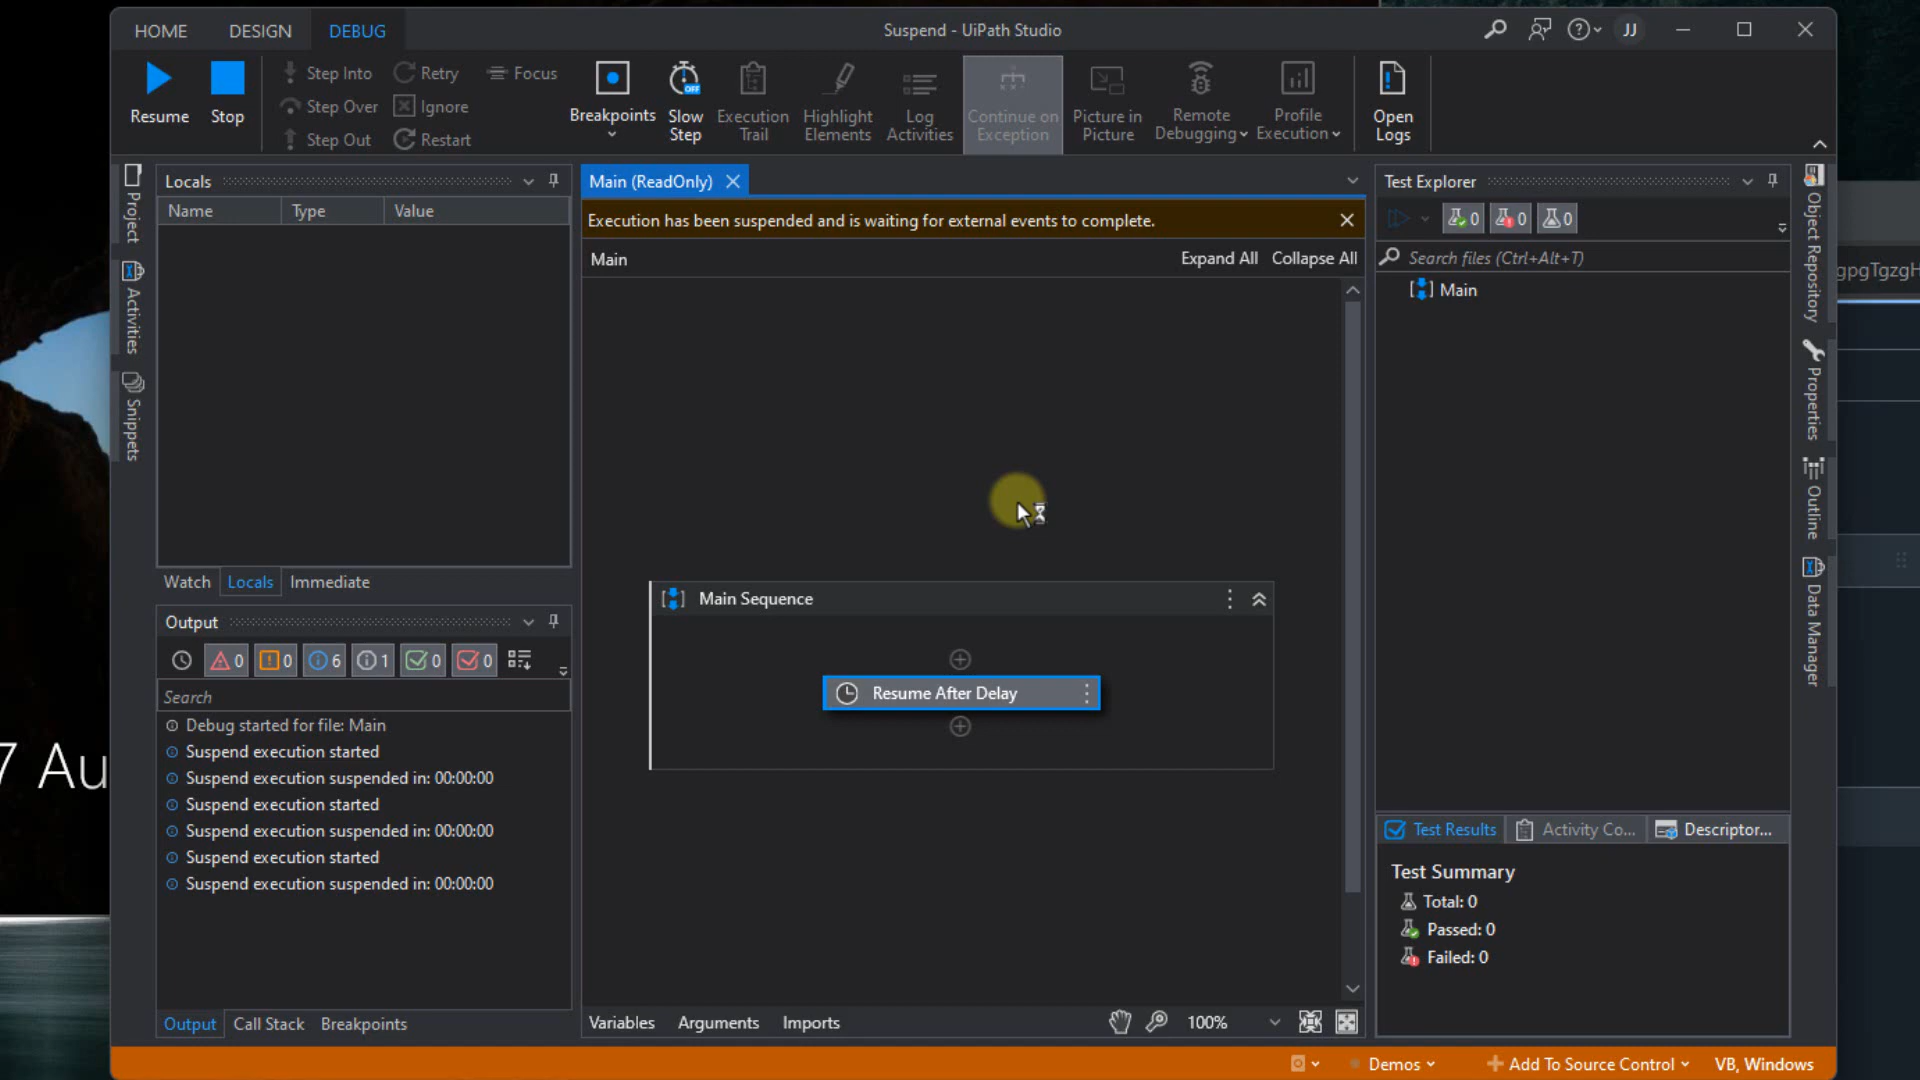 HOME DESIGN DEBUG
Suspend - UiPath Studio
JJ
Resume
Stop
Step Into
Step Over
Step Out
Retry
Ignore
Restart
Focus
Breakpoints
Slow
Step
OFF
Execution
Trail
Highlight
Elements
Log
Activities
Continue on
Exception
Picture in
Picture
Remote
Debugging
Profile
Execution
Open
Logs
Project
Activities
Snippets
Locals
Name Type Value
Watch Locals Immediate
Output
0 0 6 1 0 0
Search
Debug started for file: Main
Suspend execution started
Suspend execution suspended in: 00:00:00
Suspend execution started
Suspend execution suspended in: 00:00:00
Suspend execution started
Suspend execution suspended in: 00:00:00
Output Call Stack Breakpoints
Main (ReadOnly)
Execution has been suspended and is waiting for external events to complete.
Main
Expand All Collapse All
Main Sequence
Resume After Delay
Variables Arguments Imports
100%
Test Explorer
0 0 0
Search files (Ctrl+Alt+T)
Main
Test Results Activity Co... Descriptor...
Test Summary
Total: 0
Passed: 0
Failed: 0
Object Repository
Properties
Outline
Data Manager
Demos
Add To Source Control
VB, Windows
7 Au
gpgTgzgH